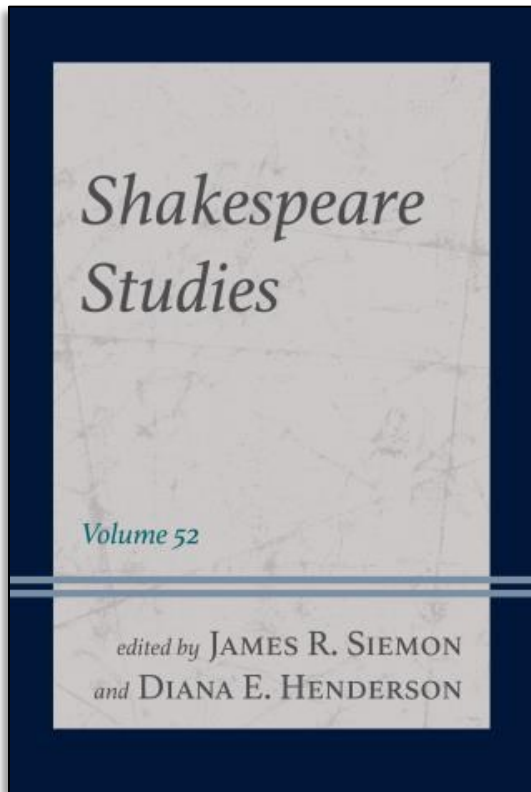 Shakespeare
Studies
Volume 52
edited by JAMES R. SIEMON
and DIANA E. HENDERSON